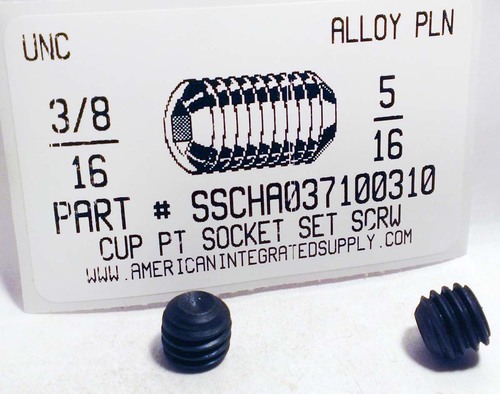 UNC
ALLOY PLN
3/8
16
5
16
PART # SSCHA037100310
CUP PT SOCKET SET SCRW
WWW.AMERICANINTEGRATEDSUPPLY.COM